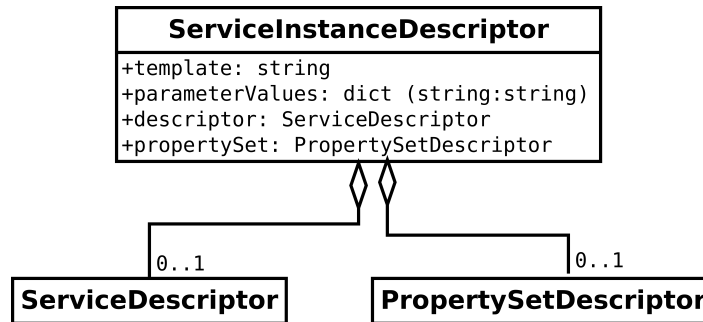 ServiceInstanceDescriptor
+template: string
+parameterValues: dict (string:string)
+descriptor: ServiceDescriptor
+propertySet: PropertySetDescriptor
0..1
0..1
ServiceDescriptor
PropertySetDescriptor